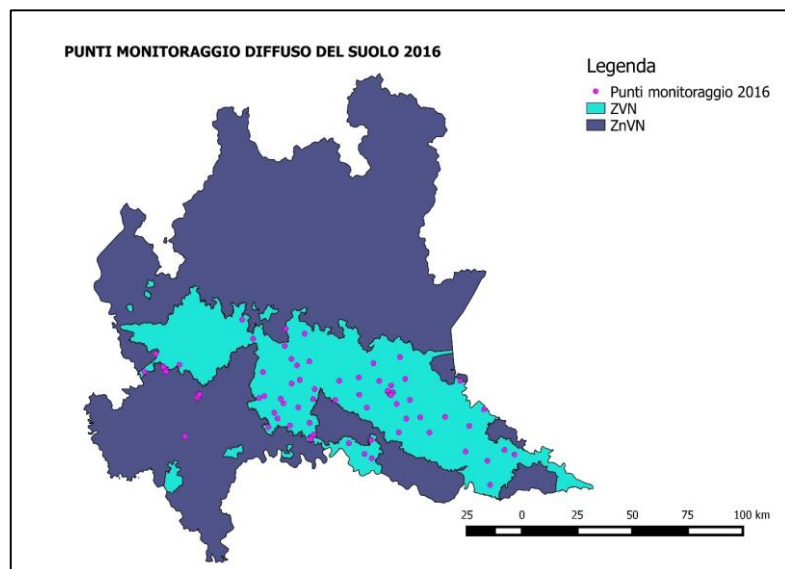 PUNTI MONITORAGGIO DIFFUSO DEL SUOLO 2016
Legenda
Punti monitoraggio 2016
ZVN
ZnVN
25 0 25 50 75 100 km